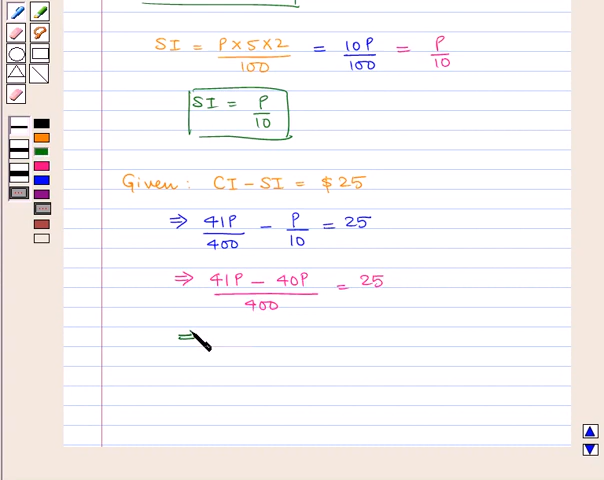 SI = P×5×2/100 = 10P/100 = P/10
SI = P/10
Given: CI – SI = $25
⇒ 41P/400 – P/10 = 25
⇒ 41P – 40P/400 = 25
=